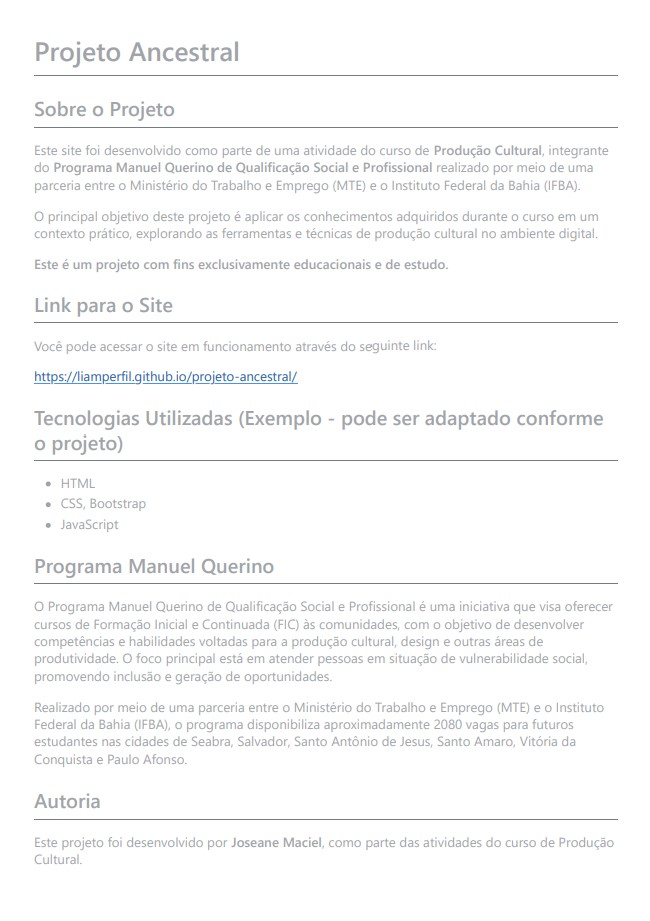 Projeto Ancestral
Sobre o Projeto
Este site foi desenvolvido como parte de uma atividade do curso de Produção Cultural, integrante
do Programa Manuel Querino de Qualificação Social e Profissional realizado por meio de uma
parceria entre o Ministério do Trabalho e Emprego (MTE) e o Instituto Federal da Bahia (IFBA).
O principal objetivo deste projeto é aplicar os conhecimentos adquiridos durante o curso em um
contexto prático, explorando as ferramentas e técnicas de produção cultural no ambiente digital.
Este é um projeto com fins exclusivamente educacionais e de estudo.
Link para o Site
Você pode acessar o site em funcionamento através do seguinte link:
https://liamperfil.github.io/projeto-ancestral/
Tecnologias Utilizadas (Exemplo - pode ser adaptado conforme
o projeto)
• HTML
• CSS, Bootstrap
• JavaScript
Programa Manuel Querino
O Programa Manuel Querino de Qualificação Social e Profissional é uma iniciativa que visa oferecer
cursos de Formação Inicial e Continuada (FIC) às comunidades, com o objetivo de desenvolver
competências e habilidades voltadas para a produção cultural, design e outras áreas de
produtividade. O foco principal está em atender pessoas em situação de vulnerabilidade social,
promovendo inclusão e geração de oportunidades.
Realizado por meio de uma parceria entre o Ministério do Trabalho e Emprego (MTE) e o Instituto
Federal da Bahia (IFBA), o programa disponibiliza aproximadamente 2080 vagas para futuros
estudantes nas cidades de Seabra, Salvador, Santo Antônio de Jesus, Santo Amaro, Vitória da
Conquista e Paulo Afonso.
Autoria
Este projeto foi desenvolvido por Joseane Maciel, como parte das atividades do curso de Produção
Cultural.